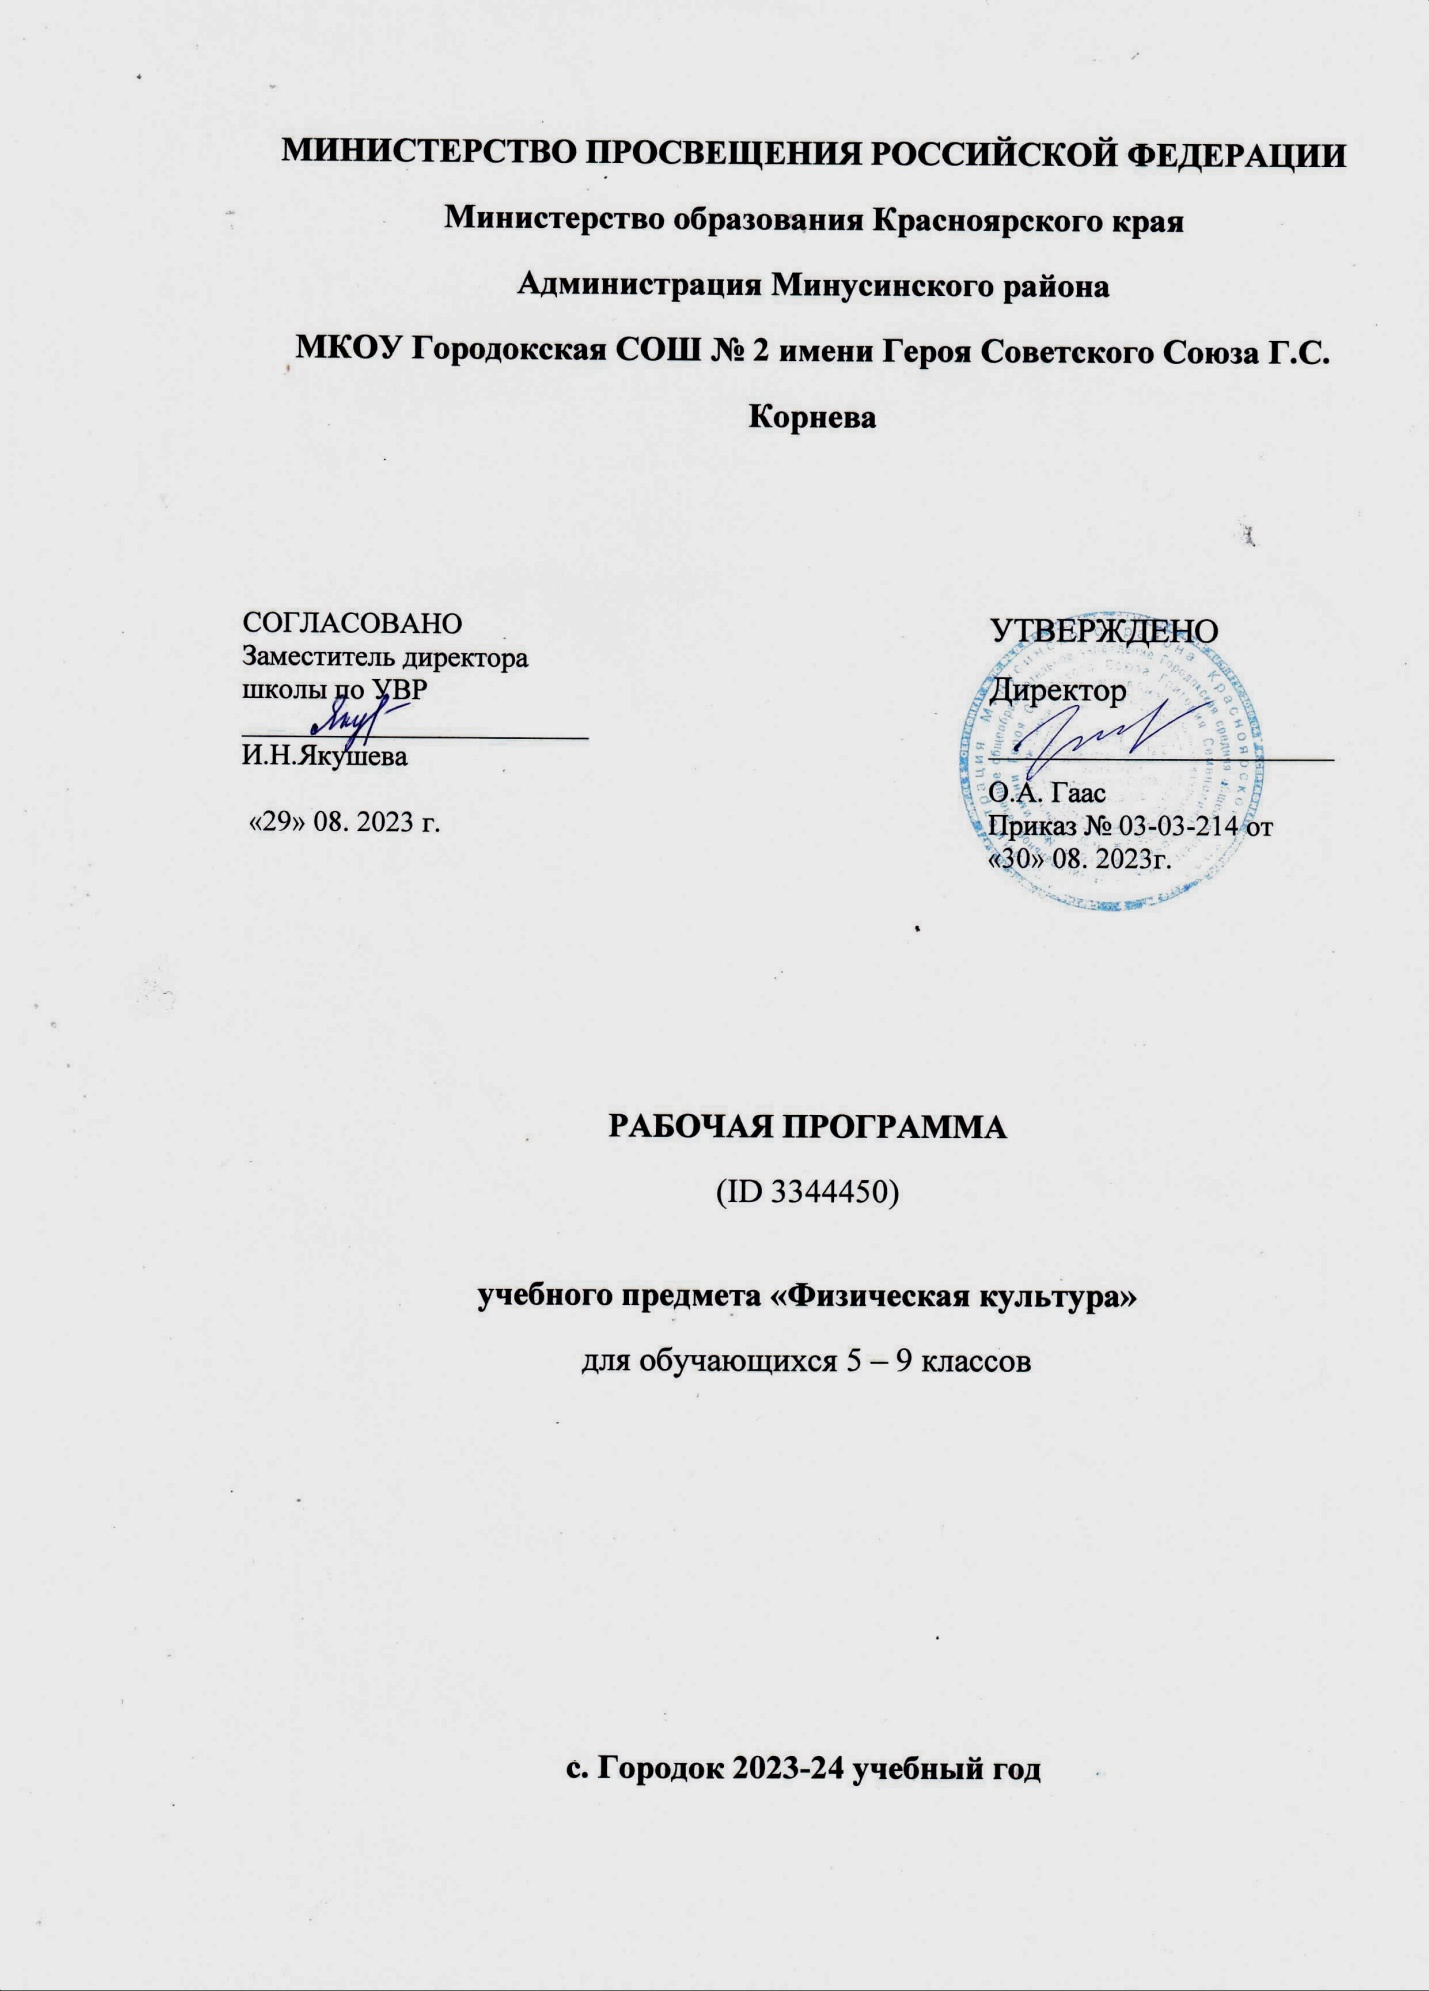 МИНИСТЕРСТВО ПРОСВЕЩЕНИЯ РОССИЙСКОЙ ФЕДЕРАЦИИ
Министерство образования Красноярского края
Администрация Минусинского района
МКОУ Городокская СОШ № 2 имени Героя Советского Союза Г.С.
Корнева
СОГЛАСОВАНО
Заместитель директора
школы по УВР
И.Н.Якушева
«29» 08. 2023 г.
УТВЕРЖДЕНО
Директор
О.А. Гаас
Приказ № 03-03-214 от
«30» 08. 2023г.
РАБОЧАЯ ПРОГРАММА
(ID 3344450)
учебного предмета «Физическая культура»
для обучающихся 5 – 9 классов
с. Городок 2023-24 учебный год